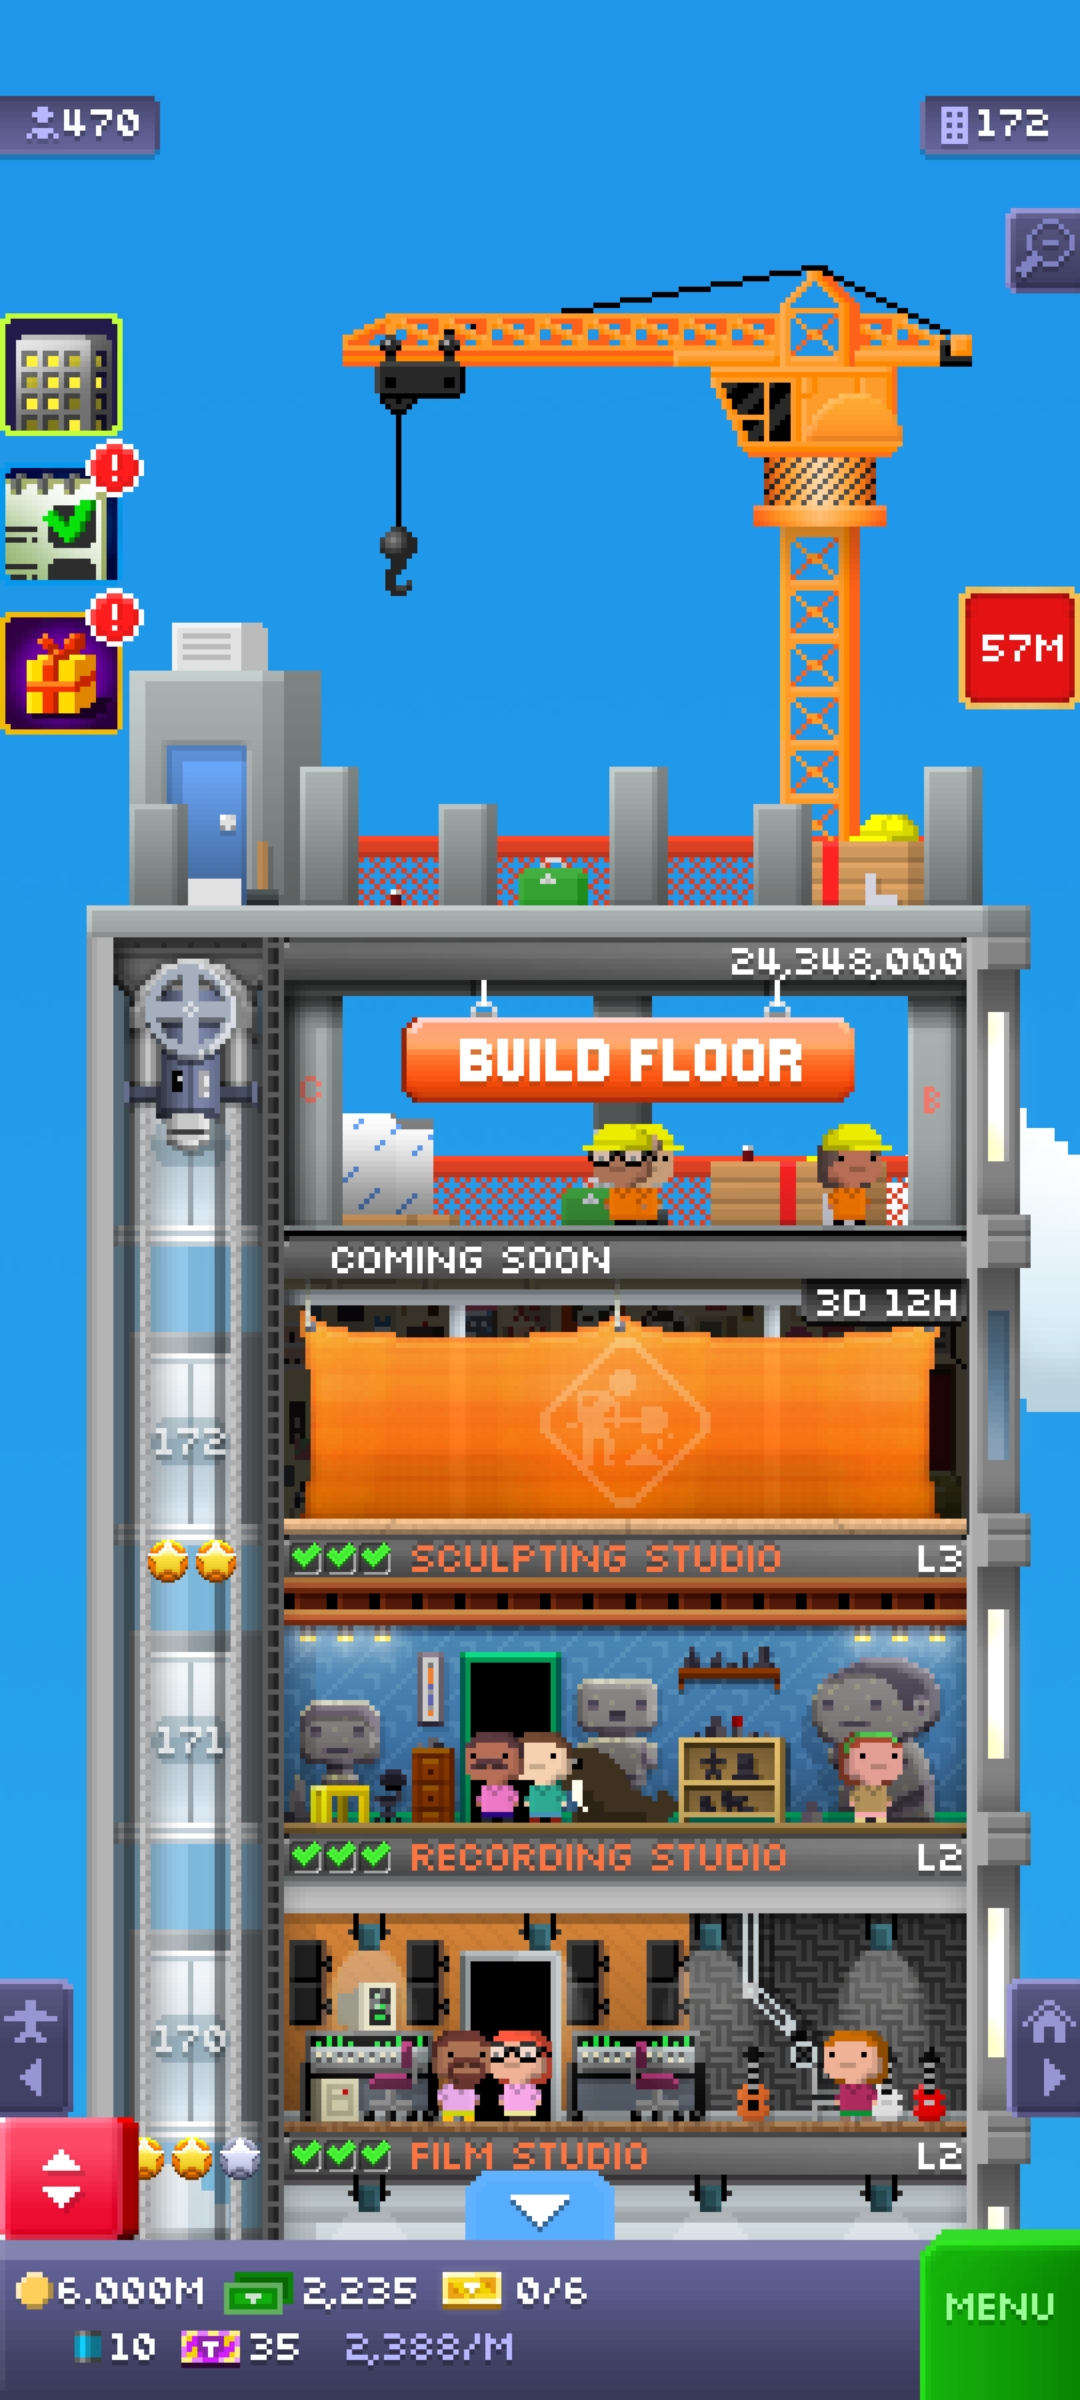 470
172
57M
24,348,000
BUILD FLOOR
C
B
COMING SOON
3D 12H
172
SCULPTING STUDIO L3
171
RECORDING STUDIO L2
170
FILM STUDIO L2
6.000M 2,235 0/6
MENU
10 T 35 2,388/M